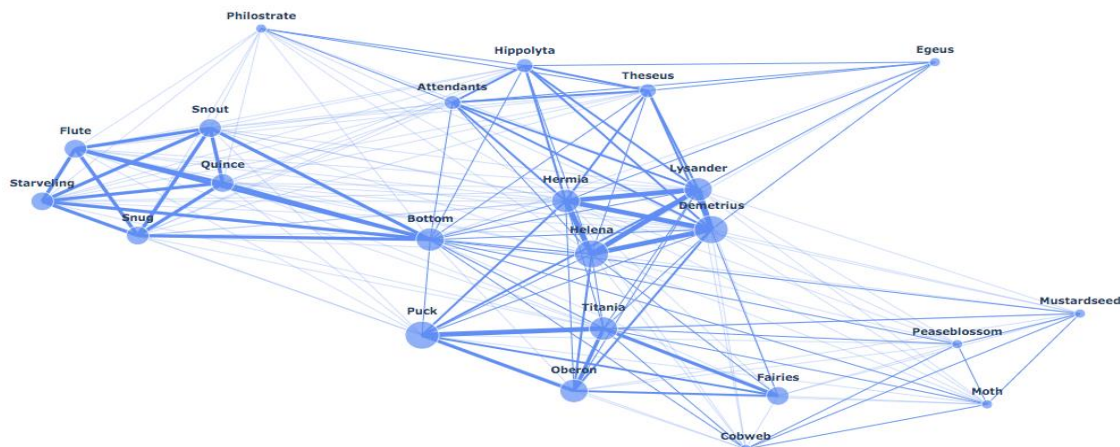 Philostrate
Hippolyta
Egeus
Theseus
Attendants
Snout
Flute
Quince
Lysander
Hermia
Starveling
Demetrius
Snug
Bottom
Helena
Mustardseed
Titania
Puck
Peaseblossom
Oberon
Fairies
Moth
Cobweb